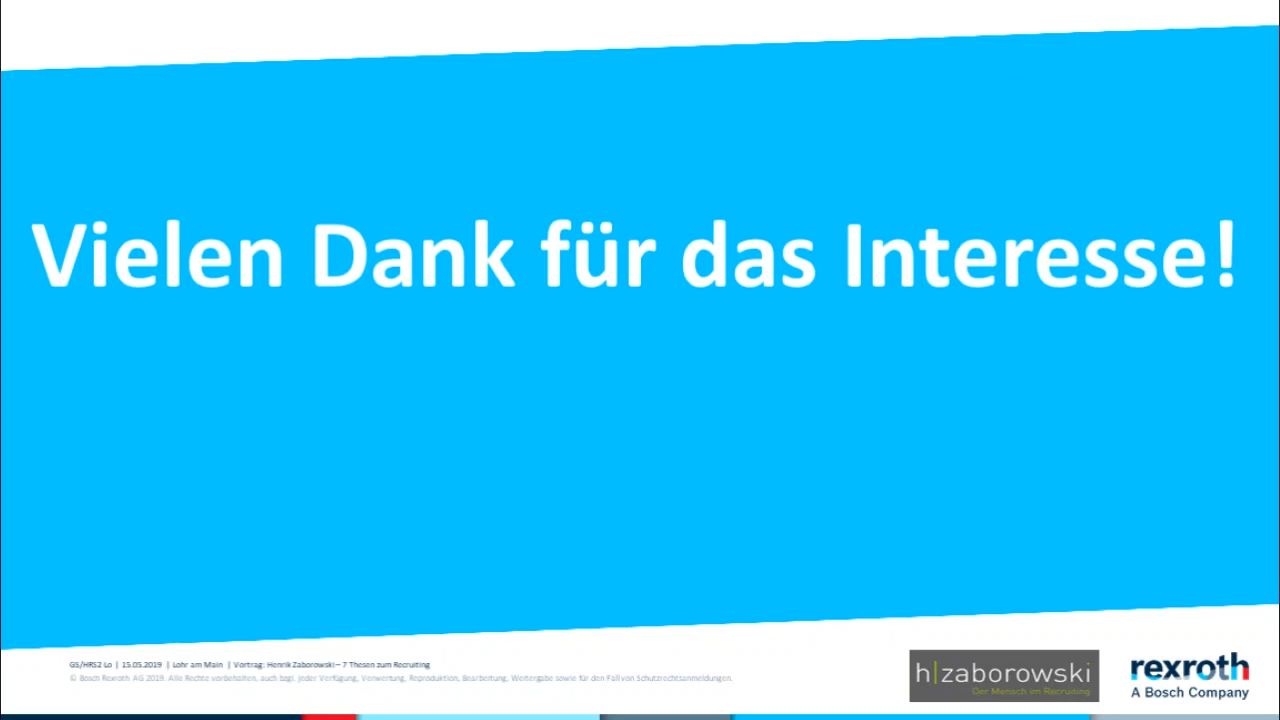 Vielen Dank für das Interesse!
GS/HRS2 Lo | 15.05.2019 | Lohr am Main | Vortrag: Henrik Zaborowski – 7 Thesen zum Recruiting
© Bosch Rexroth AG 2019. Alle Rechte vorbehalten, auch bzgl. jeder Verfügung, Verwertung, Reproduktion, Bearbeitung, Weitergabe sowie für den Fall von Schutzrechtsanmeldungen.
h|zaborowski
Der Mensch im Recruiting
rexroth
A Bosch Company